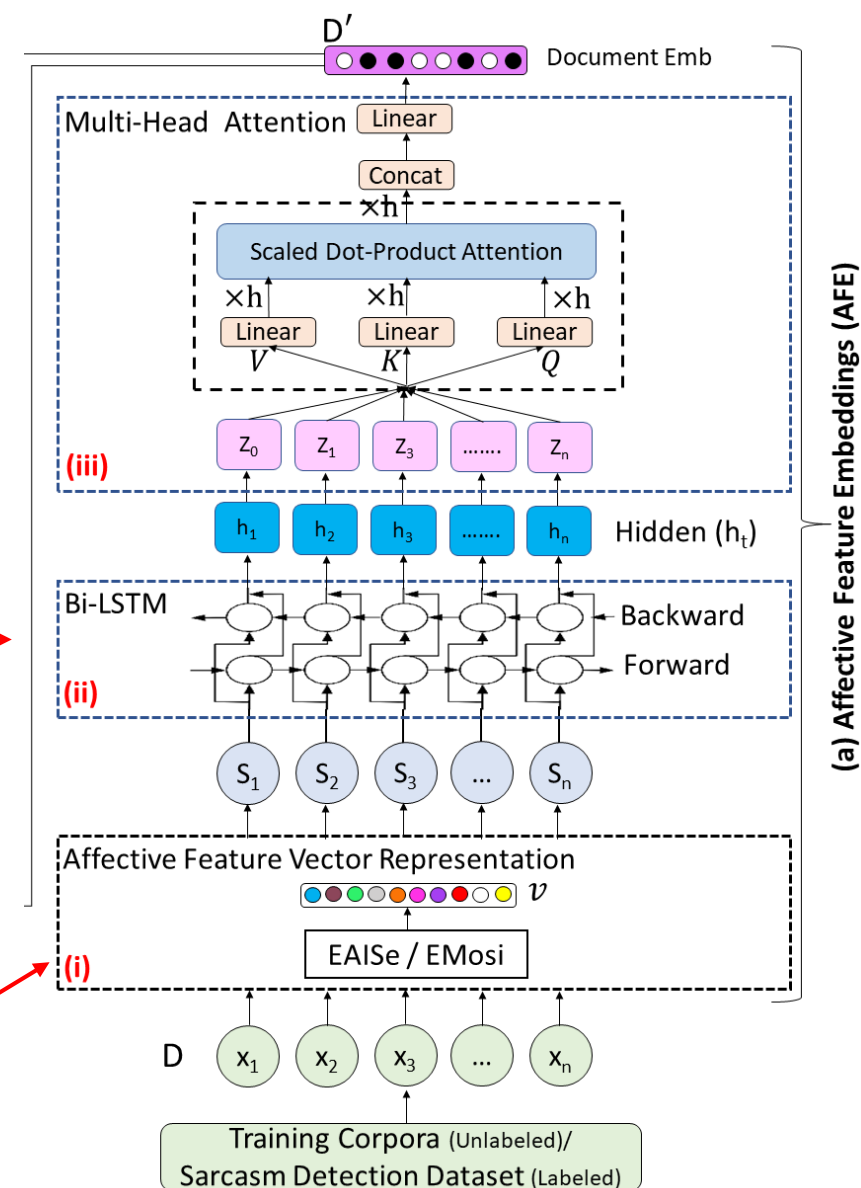 D′
Document Emb
Multi-Head Attention
Linear
Concat
×h
Scaled Dot-Product Attention
×h ×h ×h
Linear Linear Linear
V K Q
Z0 Z1 Z3 ....... Zn
(iii)
h1 h2 h3 ....... hn
Hidden (ht)
Bi-LSTM
Backward
Forward
(ii)
S1 S2 S3 ... Sn
Affective Feature Vector Representation
v
EAISe / EMosi
(i)
D
x1 x2 x3 ... xn
Training Corpora (Unlabeled)/
Sarcasm Detection Dataset (Labeled)
(a) Affective Feature Embeddings (AFE)